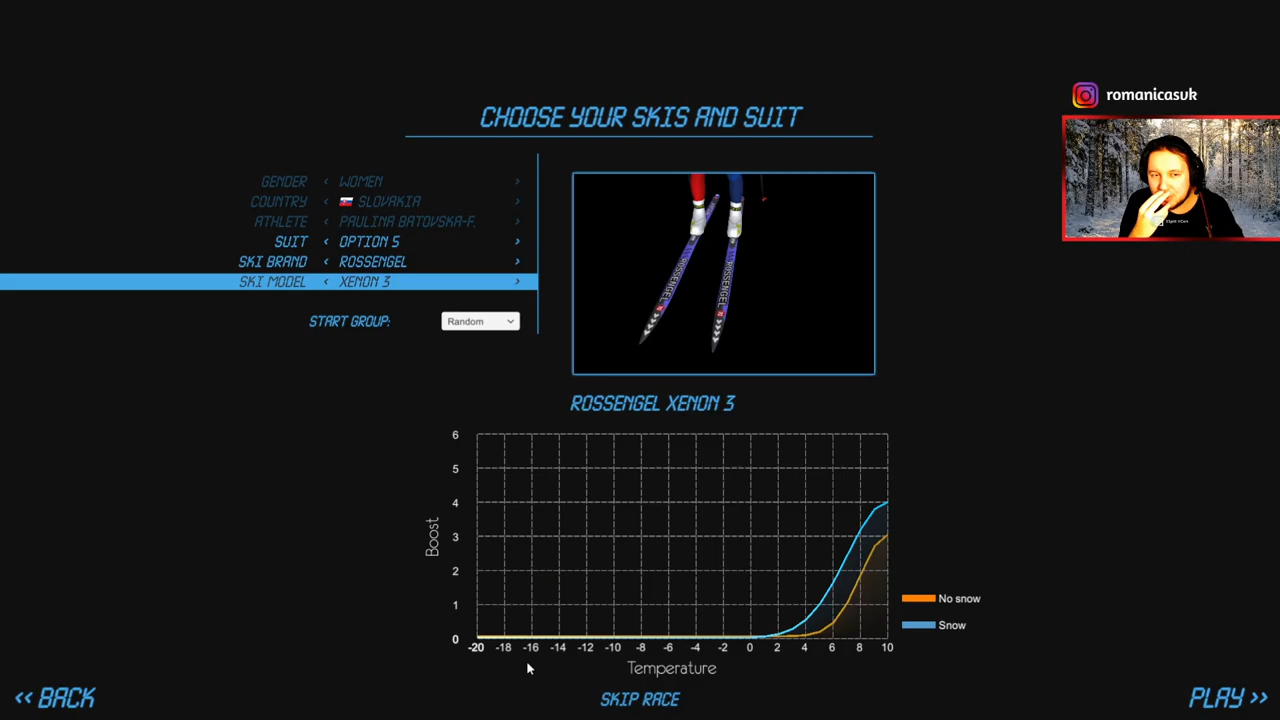 romanicasuk
CHOOSE YOUR SKIS AND SUIT
GENDER ‹ WOMEN ›
COUNTRY ‹ SLOVAKIA ›
ATHLETE ‹ PAULINA BATOVSKA-F. ›
SUIT ‹ OPTION 5 ›
SKI BRAND ‹ ROSSENGEL ›
SKI MODEL ‹ XENON 3 ›
START GROUP: Random
ROSSENGEL ROSSENGEL
ROSSENGEL XENON 3
6
5
4
3
2
1
0
Boost
-20 -18 -16 -14 -12 -10 -8 -6 -4 -2 0 2 4 6 8 10
Temperature
No snow
Snow
<< BACK
SKIP RACE
PLAY >>